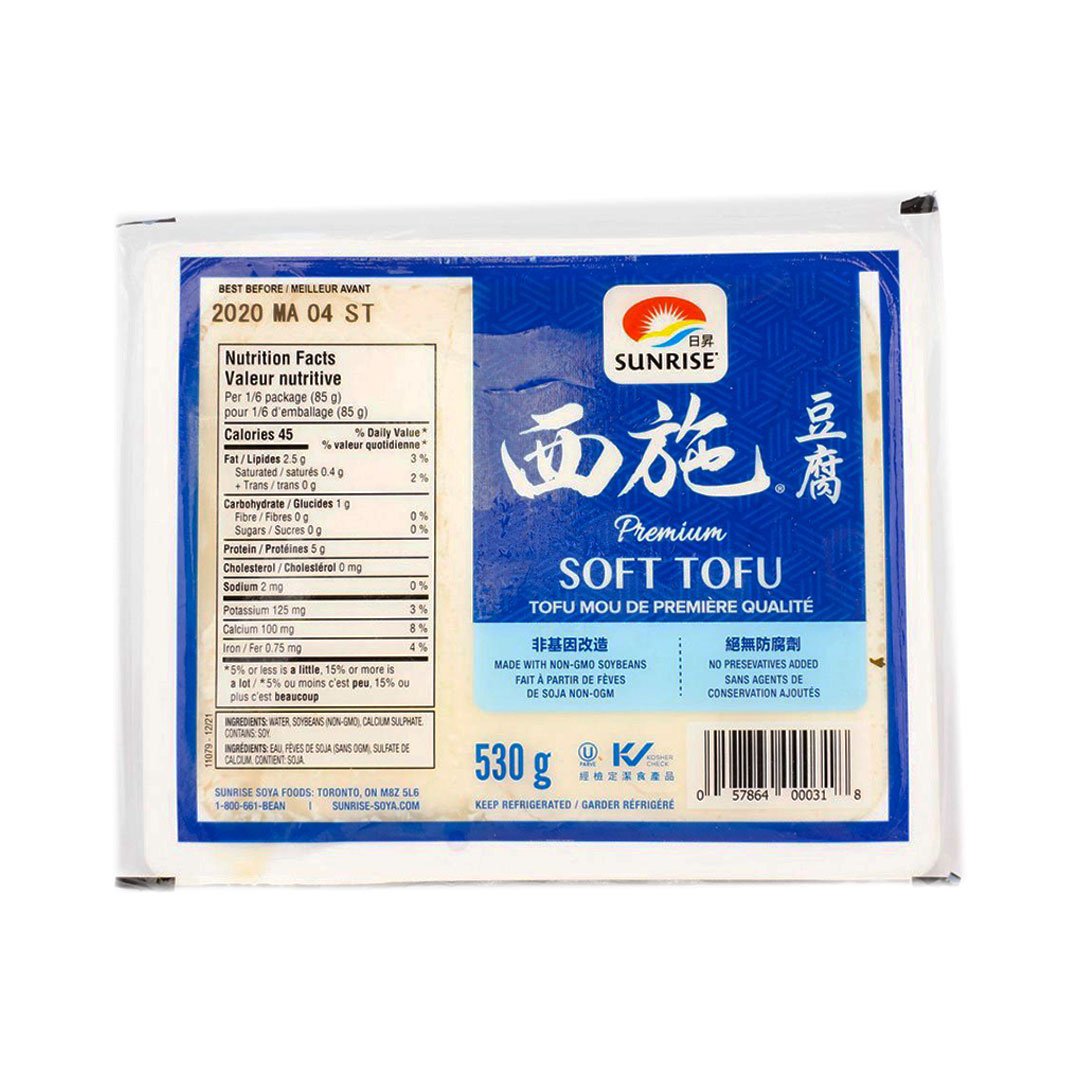 BEST BEFORE / MEILLEUR AVANT
2020 MA 04 ST
Nutrition Facts
Valeur nutritive
Per 1/6 package (85 g)
pour 1/6 d'emballage (85 g)
Calories 45
% Daily Value *
% valeur quotidienne *
Fat / Lipides 2.5 g 3 %
Saturated / saturés 0.4 g
+ Trans / trans 0 g 2 %
Carbohydrate / Glucides 1 g
Fibre / Fibres 0 g 0 %
Sugars / Sucres 0 g 0 %
Protein / Protéines 5 g
Cholesterol / Cholestérol 0 mg
Sodium 2 mg 0 %
Potassium 125 mg 3 %
Calcium 100 mg 8 %
Iron / Fer 0.75 mg 4 %
*5% or less is a little, 15% or more is
a lot / *5% ou moins c'est peu, 15% ou
plus c'est beaucoup
11079 - 12/21
INGREDIENTS: WATER, SOYBEANS (NON-GMO), CALCIUM SULPHATE.
CONTAINS: SOY.
INGRÉDIENTS: EAU, FÈVES DE SOJA (SANS OGM), SULFATE DE
CALCIUM. CONTIENT: SOJA.
SUNRISE SOYA FOODS: TORONTO, ON M8Z 5L6
1-800-661-BEAN | SUNRISE-SOYA.COM
日昇
SUNRISE
西施® 豆腐
Premium
SOFT TOFU
TOFU MOU DE PREMIÈRE QUALITÉ
非基因改造
MADE WITH NON-GMO SOYBEANS
FAIT À PARTIR DE FÈVES
DE SOJA NON-OGM
絕無防腐劑
NO PRESEVATIVES ADDED
SANS AGENTS DE
CONSERVATION AJOUTÉS
530 g
U
PARVE
KV
KOSHER
CHECK
經檢定潔食產品
KEEP REFRIGERATED / GARDER RÉFRIGÉRÉ
0 57864 00031 8